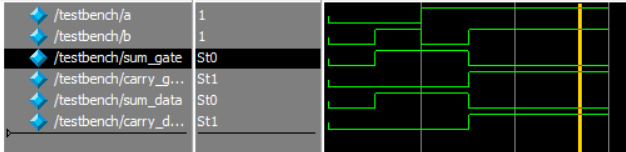 /testbench/a 1
/testbench/b 1
/testbench/sum_gate St0
/testbench/carry_g... St1
/testbench/sum_data St0
/testbench/carry_d... St1